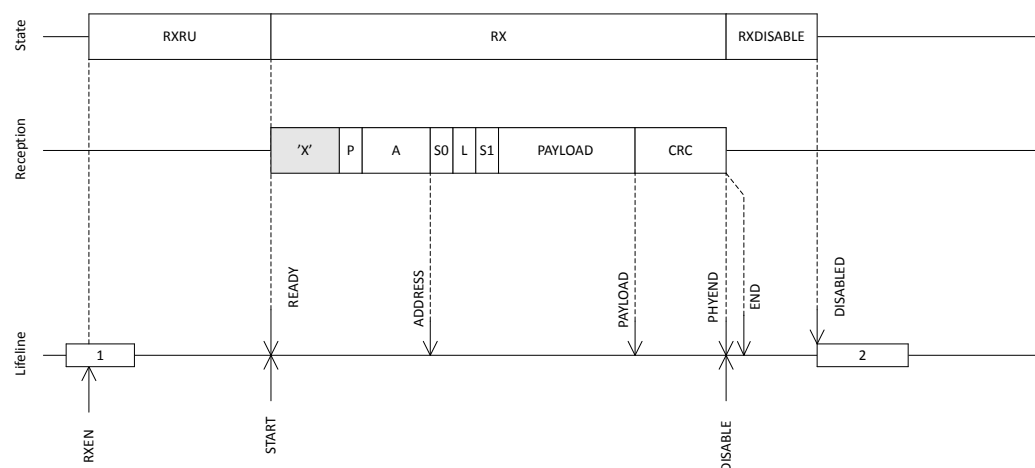 State
RXRU
RX
RXDISABLE
Reception
'X'
P
A
S0
L
S1
PAYLOAD
CRC
READY
ADDRESS
PAYLOAD
PHYEND
END
DISABLED
Lifeline
1
2
RXEN
START
DISABLE